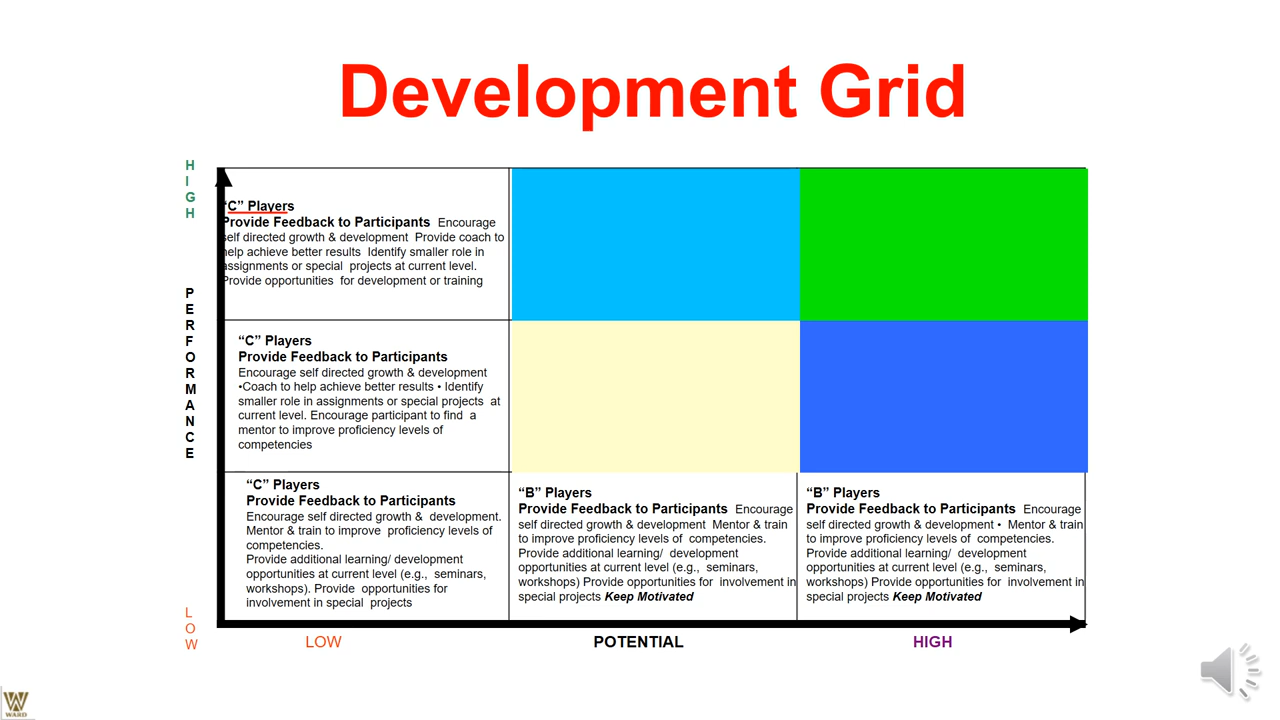 Development Grid
HIGH
PERFORMANCE
LOW
“C” Players
Provide Feedback to Participants Encourage
self directed growth & development Provide coach to
help achieve better results Identify smaller role in
assignments or special projects at current level.
Provide opportunities for development or training
“C” Players
Provide Feedback to Participants
Encourage self directed growth & development
•Coach to help achieve better results • Identify
smaller role in assignments or special projects at
current level. Encourage participant to find a
mentor to improve proficiency levels of
competencies
“C” Players
Provide Feedback to Participants
Encourage self directed growth & development.
Mentor & train to improve proficiency levels of
competencies.
Provide additional learning/ development
opportunities at current level (e.g., seminars,
workshops). Provide opportunities for
involvement in special projects
“B” Players
Provide Feedback to Participants Encourage
self directed growth & development Mentor & train
to improve proficiency levels of competencies.
Provide additional learning/ development
opportunities at current level (e.g., seminars,
workshops) Provide opportunities for involvement in
special projects Keep Motivated
“B” Players
Provide Feedback to Participants Encourage
self directed growth & development • Mentor & train
to improve proficiency levels of competencies.
Provide additional learning/ development
opportunities at current level (e.g., seminars,
workshops) Provide opportunities for involvement in
special projects Keep Motivated
LOW
POTENTIAL
HIGH
W
WARD